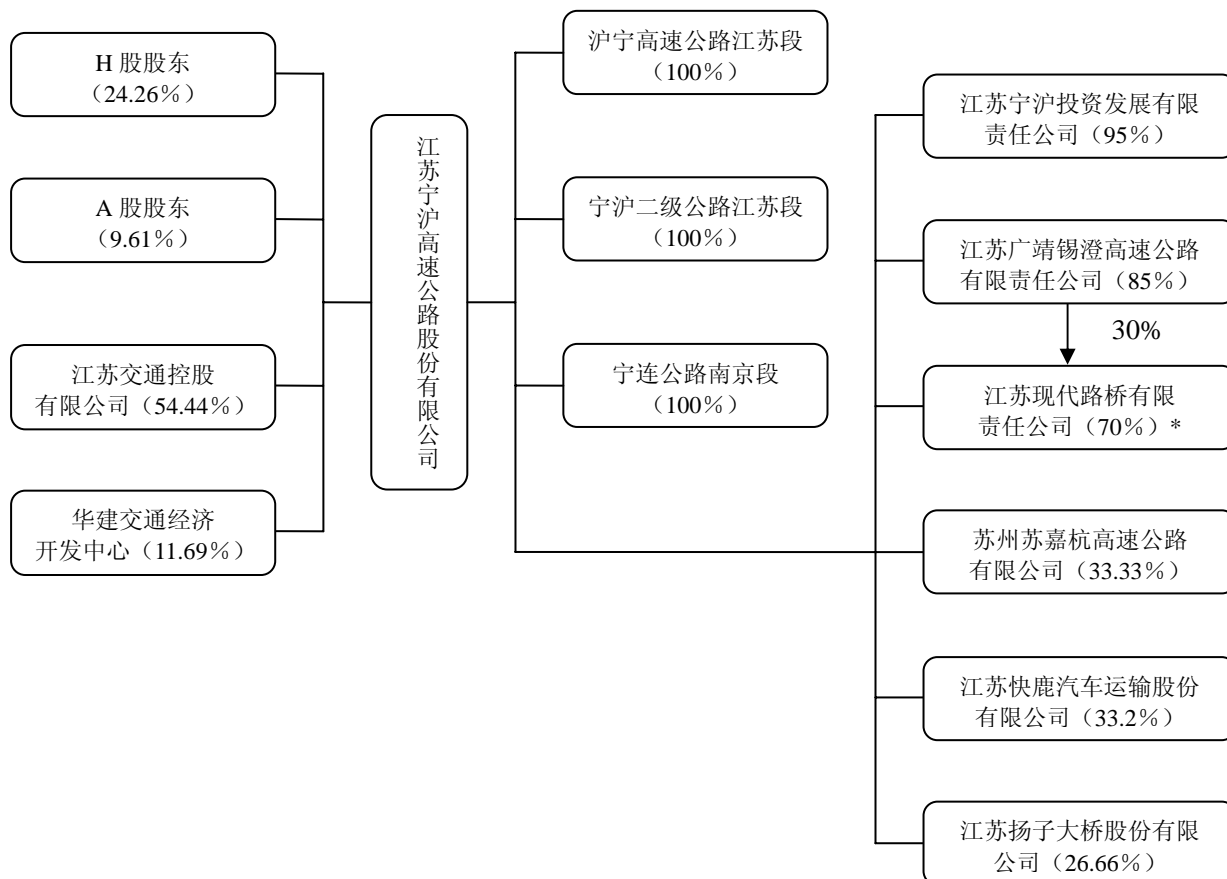 H 股股东
（24.26％）
A 股股东
（9.61％）
江苏交通控股
有限公司（54.44％）
华建交通经济
开发中心（11.69％）
江苏宁沪高速公路股份有限公司
沪宁高速公路江苏段
（100％）
宁沪二级公路江苏段
（100％）
宁连公路南京段
（100％）
江苏宁沪投资发展有限
责任公司（95％）
江苏广靖锡澄高速公路
有限责任公司（85％）
30%
江苏现代路桥有限
责任公司（70％）*
苏州苏嘉杭高速公路
有限公司（33.33％）
江苏快鹿汽车运输股份
有限公司（33.2％）
江苏扬子大桥股份有限
公司（26.66％）